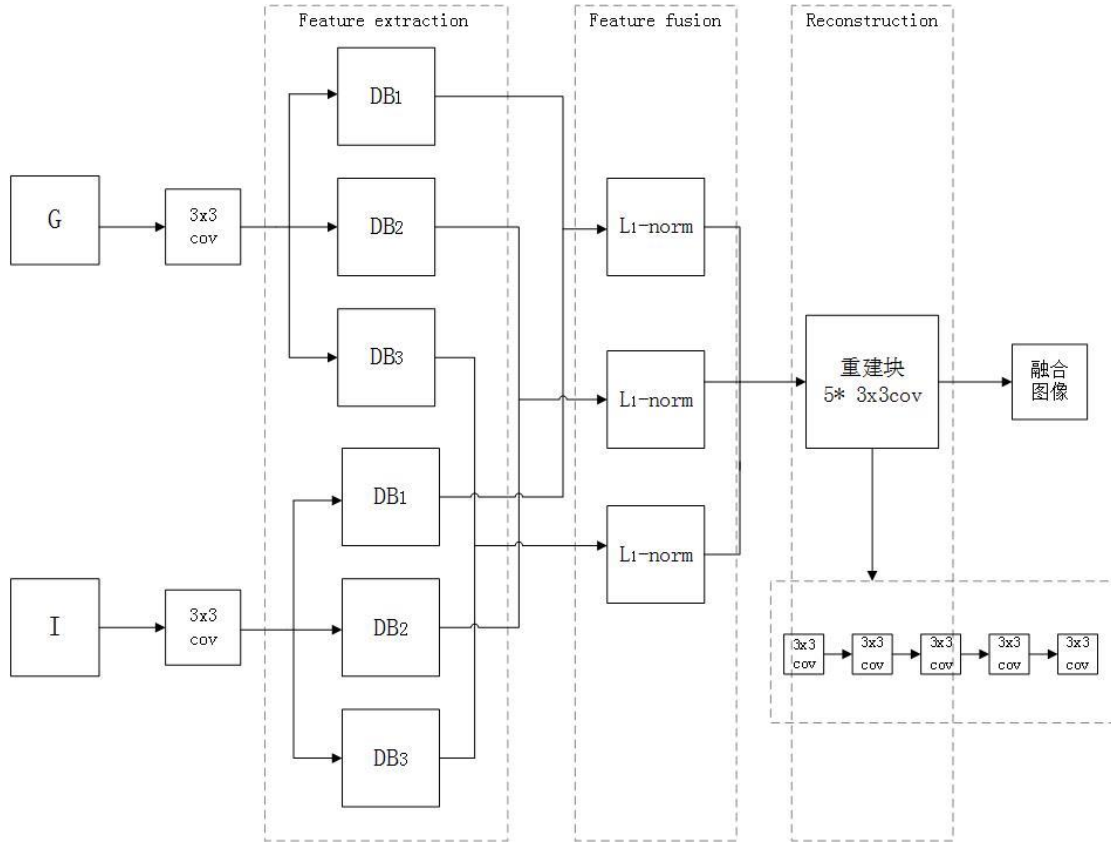 Feature extraction
Feature fusion
Reconstruction
DB1
G
3x3
cov
DB2
L1-norm
DB3
重建块
5* 3x3cov
融合
图像
L1-norm
DB1
L1-norm
I
3x3
cov
DB2
3x3
cov
3x3
cov
3x3
cov
3x3
cov
3x3
cov
DB3